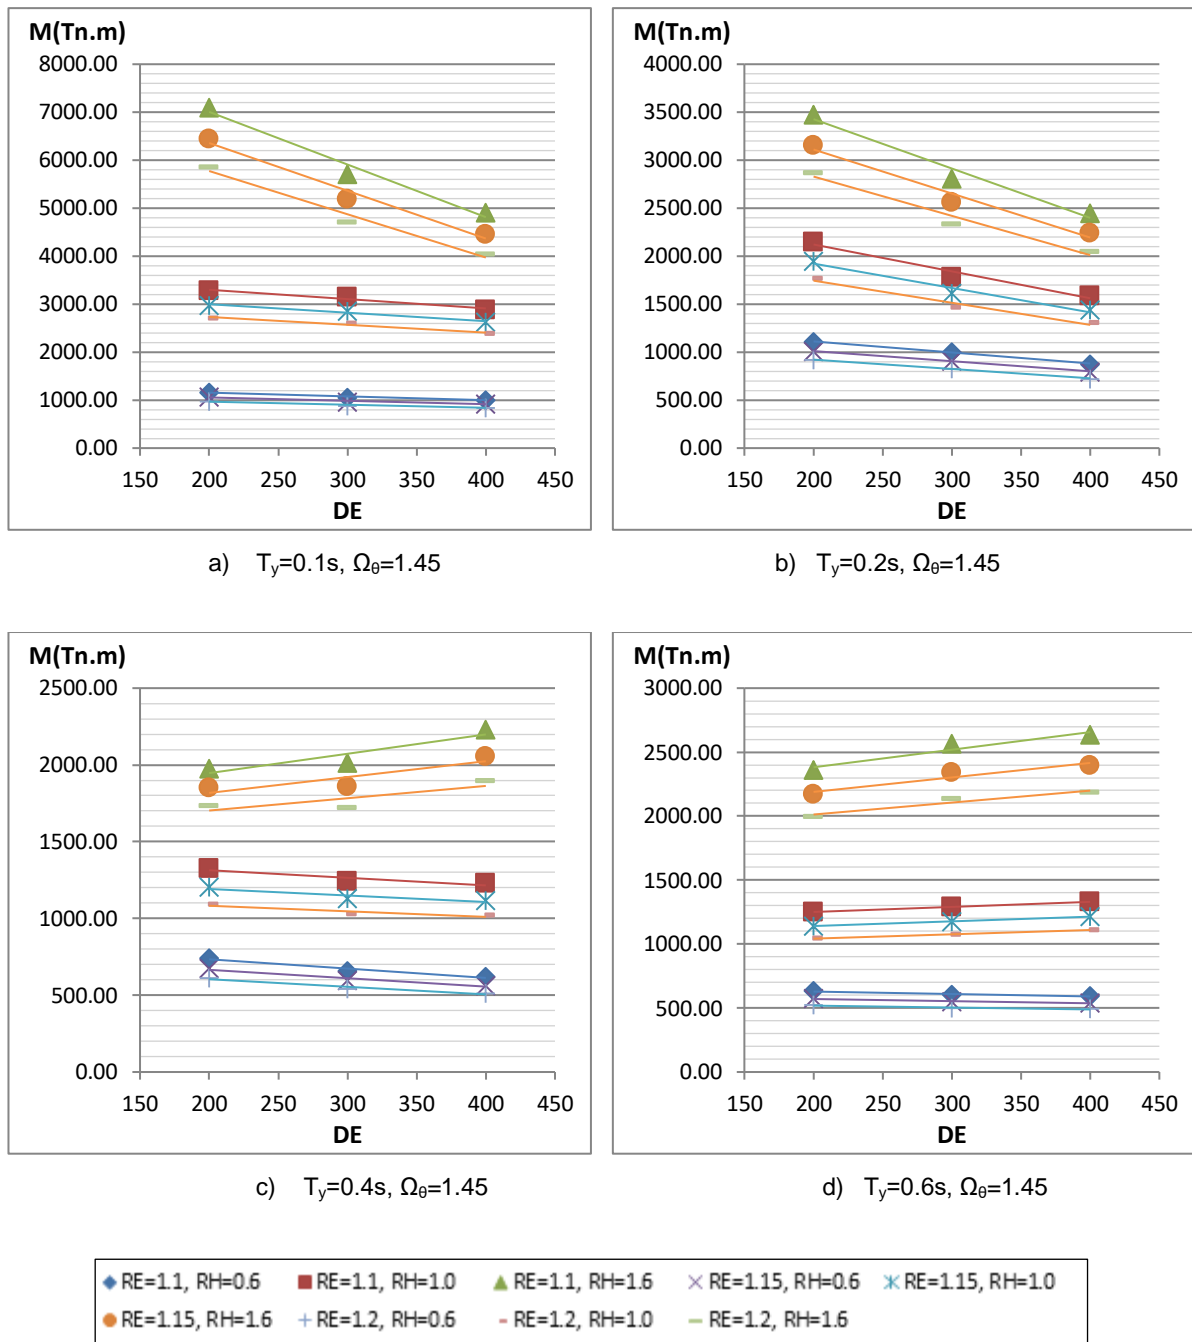 M(Tn.m)
8000.00
7000.00
6000.00
5000.00
4000.00
3000.00
2000.00
1000.00
0.00
150 200 250 300 350 400 450
DE
a) Ty=0.1s, Ωθ=1.45
M(Tn.m)
4000.00
3500.00
3000.00
2500.00
2000.00
1500.00
1000.00
500.00
0.00
150 200 250 300 350 400 450
DE
b) Ty=0.2s, Ωθ=1.45
M(Tn.m)
2500.00
2000.00
1500.00
1000.00
500.00
0.00
150 200 250 300 350 400 450
DE
c) Ty=0.4s, Ωθ=1.45
M(Tn.m)
3000.00
2500.00
2000.00
1500.00
1000.00
500.00
0.00
150 200 250 300 350 400 450
DE
d) Ty=0.6s, Ωθ=1.45
RE=1.1, RH=0.6 RE=1.1, RH=1.0 RE=1.1, RH=1.6 RE=1.15, RH=0.6 RE=1.15, RH=1.0
RE=1.15, RH=1.6 RE=1.2, RH=0.6 RE=1.2, RH=1.0 RE=1.2, RH=1.6